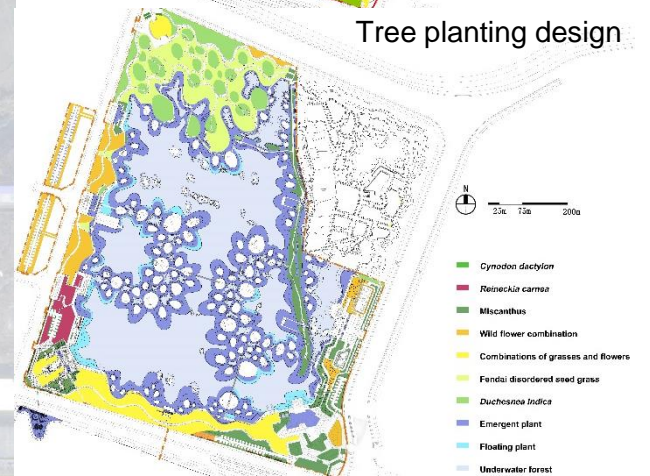 Tree planting design
N
25m 75m 200m
Cynodon dactylon
Reineckia carnea
Miscanthus
Wild flower combination
Combinations of grasses and flowers
Fendai disordered seed grass
Duchesnea Indica
Emergent plant
Floating plant
Underwater forest